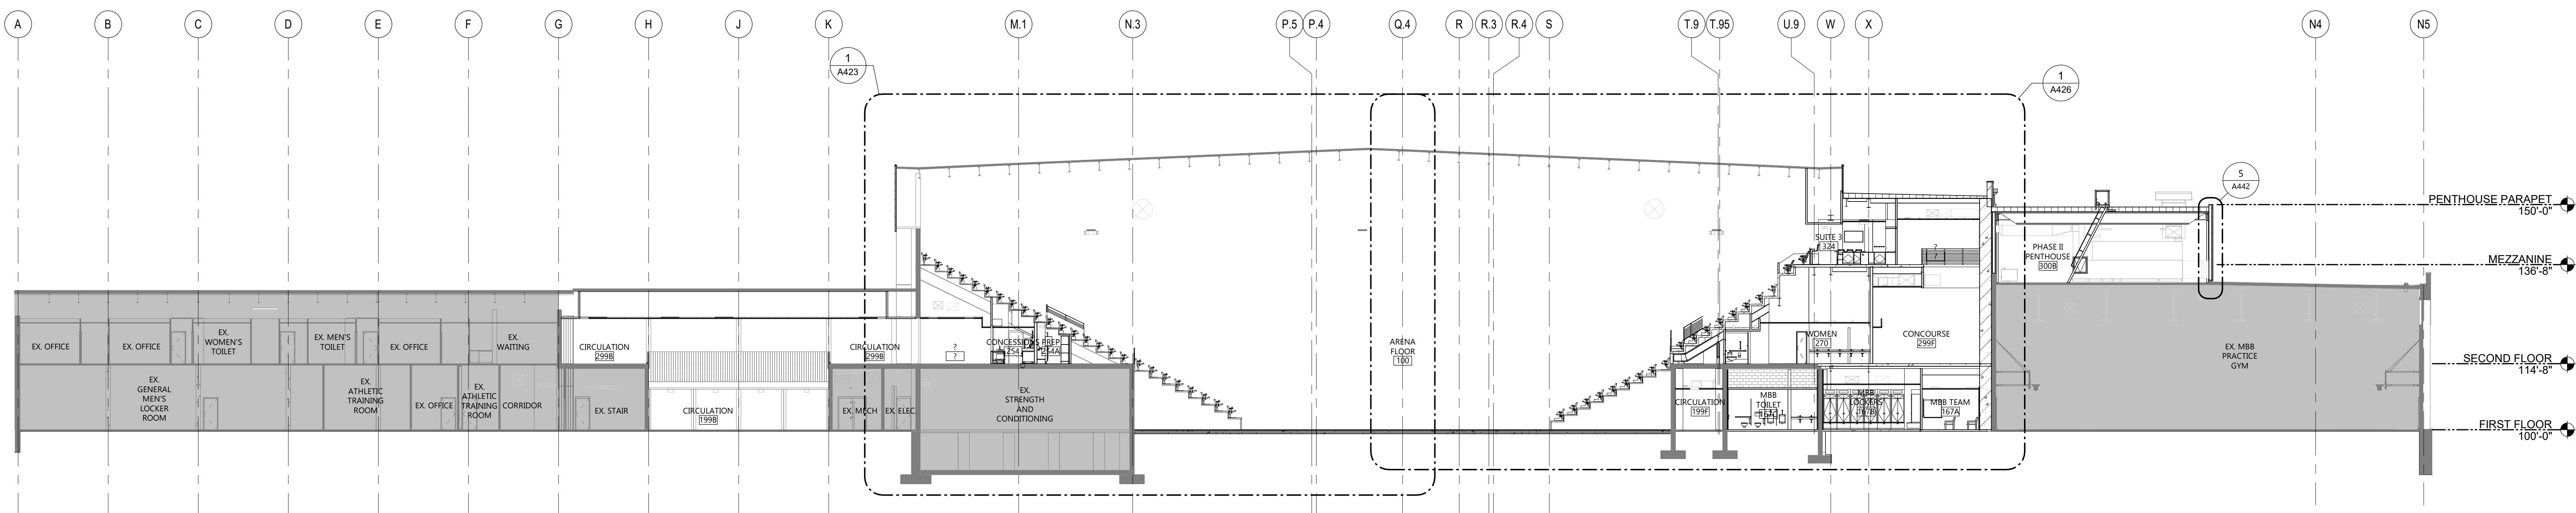 A B C D E F G H J K M.1 N.3 P.5 P.4 Q.4 R R.3 R.4 S T.9 T.95 U.9 W X N4 N5
1
A423
1
A426
5
A442
PENTHOUSE PARAPET
150'-0"
MEZZANINE
136'-8"
SECOND FLOOR
114'-8"
FIRST FLOOR
100'-0"
SUITE 3
324
?
?
PHASE II
PENTHOUSE
300B
EX. OFFICE
EX. OFFICE
EX.
WOMEN'S
TOILET
EX. MEN'S
TOILET
EX. OFFICE
EX.
WAITING
CIRCULATION
299B
CIRCULATION
299B
?
?
CONCESSIONS
254
PREP
254A
ARENA
FLOOR
100
WOMEN
270
CONCOURSE
299F
EX. MBB
PRACTICE
GYM
EX.
GENERAL
MEN'S
LOCKER
ROOM
EX.
ATHLETIC
TRAINING
ROOM
EX. OFFICE
EX.
ATHLETIC
TRAINING
ROOM
CORRIDOR
EX. STAIR
CIRCULATION
199B
EX. MECH
EX. ELEC.
EX.
STRENGTH
AND
CONDITIONING
CIRCULATION
199F
MBB
TOILET
MBB
LOCKERS
167B
MBB TEAM
167A